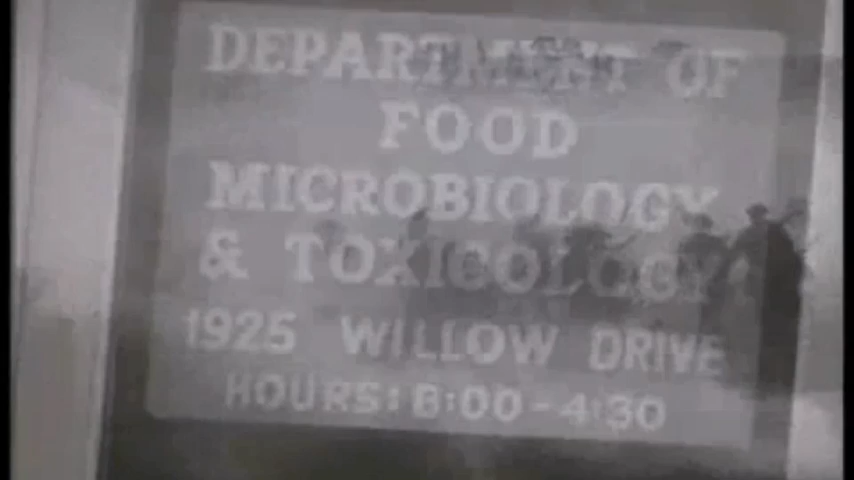 DEPARTMENT OF
FOOD
MICROBIOLOGY
& TOXICOLOGY
1925 WILLOW DRIVE
HOURS: 8:00-4:30